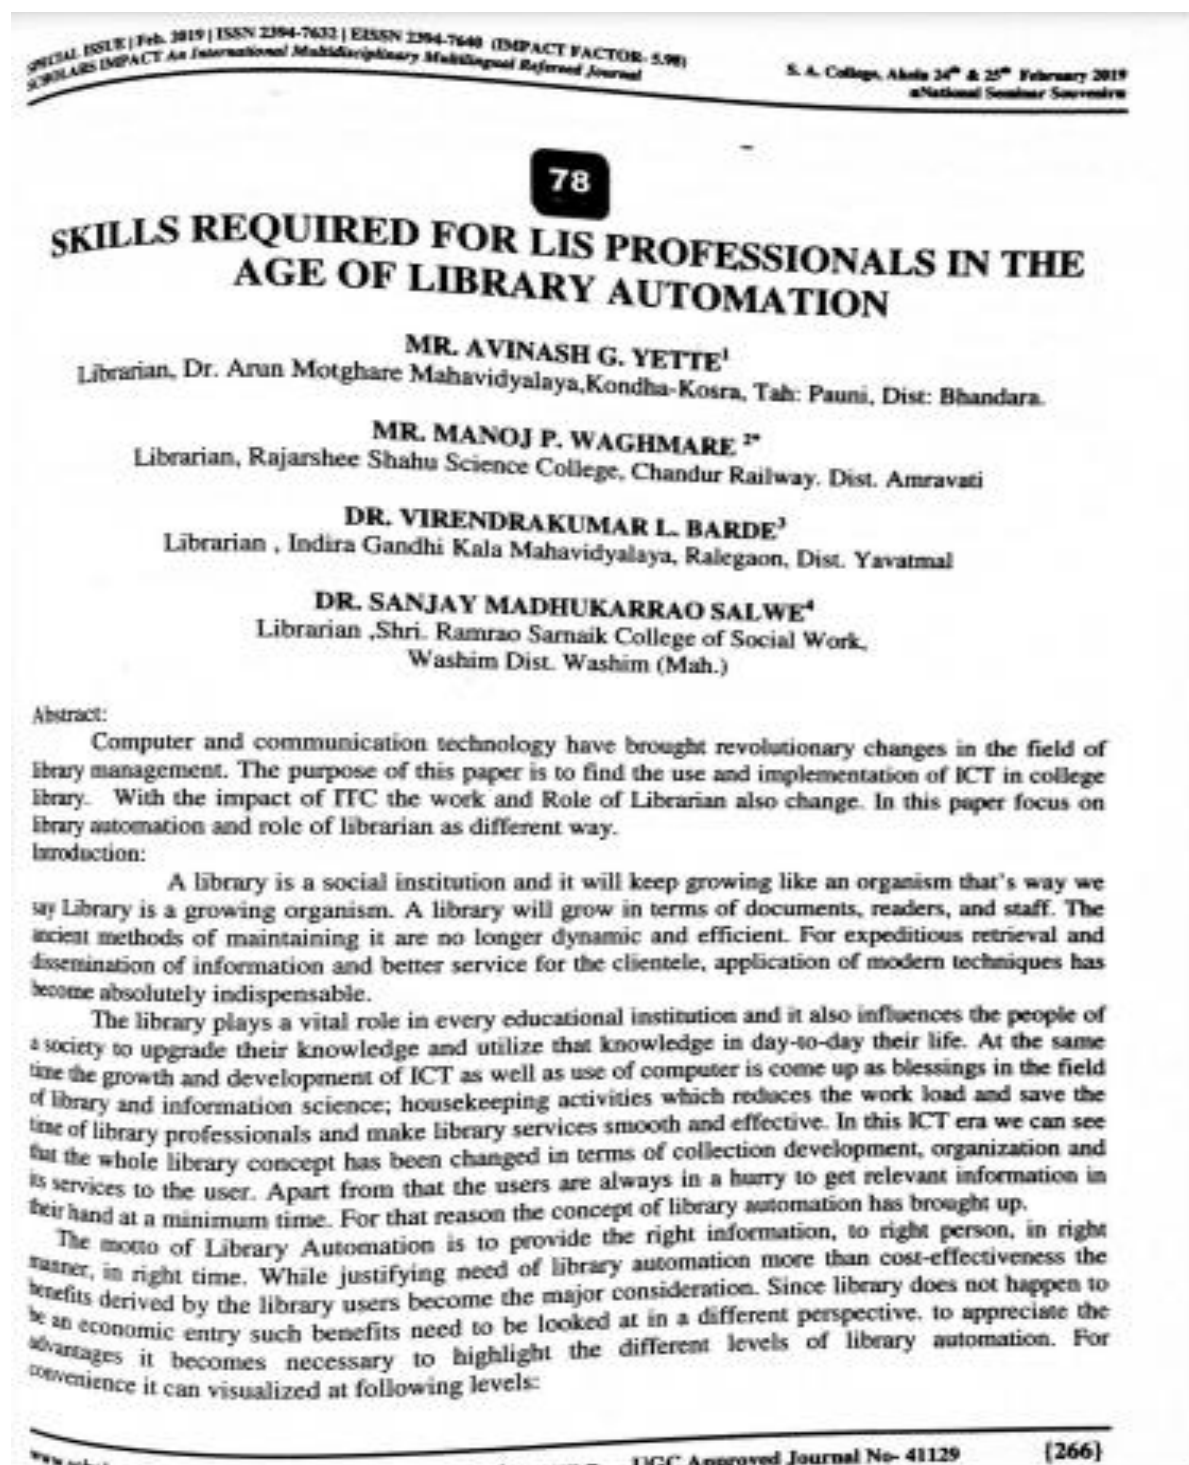 SPECIAL ISSUE | Feb. 2019 | ISSN 2394-7632 | EISSN 2394-7640 (IMPACT FACTOR- 5.98)
SCHOLARS IMPACT An International Multidisciplinary Multilingual Refereed Journal
S. A. College, Akola 24th & 25th February 2019
National Seminar Souvenir
78
SKILLS REQUIRED FOR LIS PROFESSIONALS IN THE
AGE OF LIBRARY AUTOMATION
MR. AVINASH G. YETTE1
Librarian, Dr. Arun Motghare Mahavidyalaya,Kondha-Kosra, Tah: Pauni, Dist: Bhandara.
MR. MANOJ P. WAGHMARE 2*
Librarian, Rajarshee Shahu Science College, Chandur Railway. Dist. Amravati
DR. VIRENDRAKUMAR L. BARDE3
Librarian , Indira Gandhi Kala Mahavidyalaya, Ralegaon, Dist. Yavatmal
DR. SANJAY MADHUKARRAO SALWE4
Librarian ,Shri. Ramrao Sarnaik College of Social Work,
Washim Dist. Washim (Mah.)
Abstract:
Computer and communication technology have brought revolutionary changes in the field of
library management. The purpose of this paper is to find the use and implementation of ICT in college
library. With the impact of ITC the work and Role of Librarian also change. In this paper focus on
library automation and role of librarian as different way.
Introduction:
A library is a social institution and it will keep growing like an organism that's way we
say Library is a growing organism. A library will grow in terms of documents, readers, and staff. The
ancient methods of maintaining it are no longer dynamic and efficient. For expeditious retrieval and
dissemination of information and better service for the clientele, application of modern techniques has
become absolutely indispensable.
The library plays a vital role in every educational institution and it also influences the people of
a society to upgrade their knowledge and utilize that knowledge in day-to-day their life. At the same
time the growth and development of ICT as well as use of computer is come up as blessings in the field
of library and information science; housekeeping activities which reduces the work load and save the
time of library professionals and make library services smooth and effective. In this ICT era we can see
that the whole library concept has been changed in terms of collection development, organization and
its services to the user. Apart from that the users are always in a hurry to get relevant information in
their hand at a minimum time. For that reason the concept of library automation has brought up.
The motto of Library Automation is to provide the right information, to right person, in right
manner, in right time. While justifying need of library automation more than cost-effectiveness the
benefits derived by the library users become the major consideration. Since library does not happen to
be an economic entry such benefits need to be looked at in a different perspective. to appreciate the
advantages it becomes necessary to highlight the different levels of library automation. For
convenience it can visualized at following levels:
UGC Approved Journal No- 41129
{266}